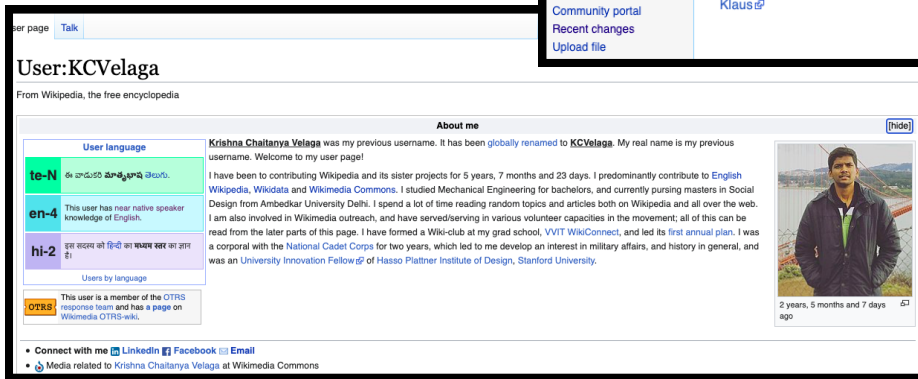 Community portal
Recent changes
Upload file
Klaus
ser page Talk
User:KCVelaga
From Wikipedia, the free encyclopedia
About me
[hide]
User language
te-N ఈ వాడుకరి మాతృభాష తెలుగు.
en-4 This user has near native speaker
knowledge of English.
hi-2 इस सदस्य को हिन्दी का मध्यम स्तर का ज्ञान
है।
Users by language
OTRS This user is a member of the OTRS
response team and has a page on
Wikimedia OTRS-wiki.
Krishna Chaitanya Velaga was my previous username. It has been globally renamed to KCVelaga. My real name is my previous
username. Welcome to my user page!
I have been to contributing Wikipedia and its sister projects for 5 years, 7 months and 23 days. I predominantly contribute to English
Wikipedia, Wikidata and Wikimedia Commons. I studied Mechanical Engineering for bachelors, and currently pursing masters in Social
Design from Ambedkar University Delhi. I spend a lot of time reading random topics and articles both on Wikipedia and all over the web.
I am also involved in Wikimedia outreach, and have served/serving in various volunteer capacities in the movement; all of this can be
read from the later parts of this page. I have formed a Wiki-club at my grad school, VVIT WikiConnect, and led its first annual plan. I was
a corporal with the National Cadet Corps for two years, which led to me develop an interest in military affairs, and history in general, and
was an University Innovation Fellow of Hasso Plattner Institute of Design, Stanford University.
2 years, 5 months and 7 days
ago
• Connect with me LinkedIn Facebook Email
• Media related to Krishna Chaitanya Velaga at Wikimedia Commons